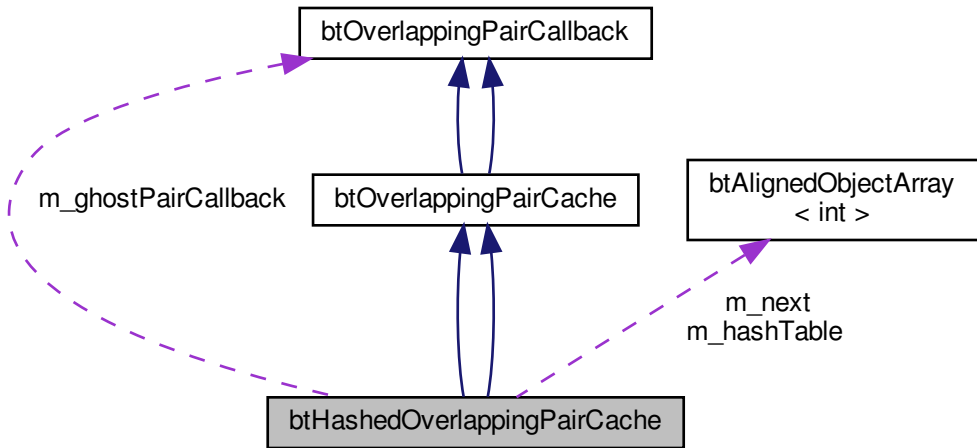 btOverlappingPairCallback
m_ghostPairCallback
btOverlappingPairCache
btAlignedObjectArray
< int >
m_next
m_hashTable
btHashedOverlappingPairCache